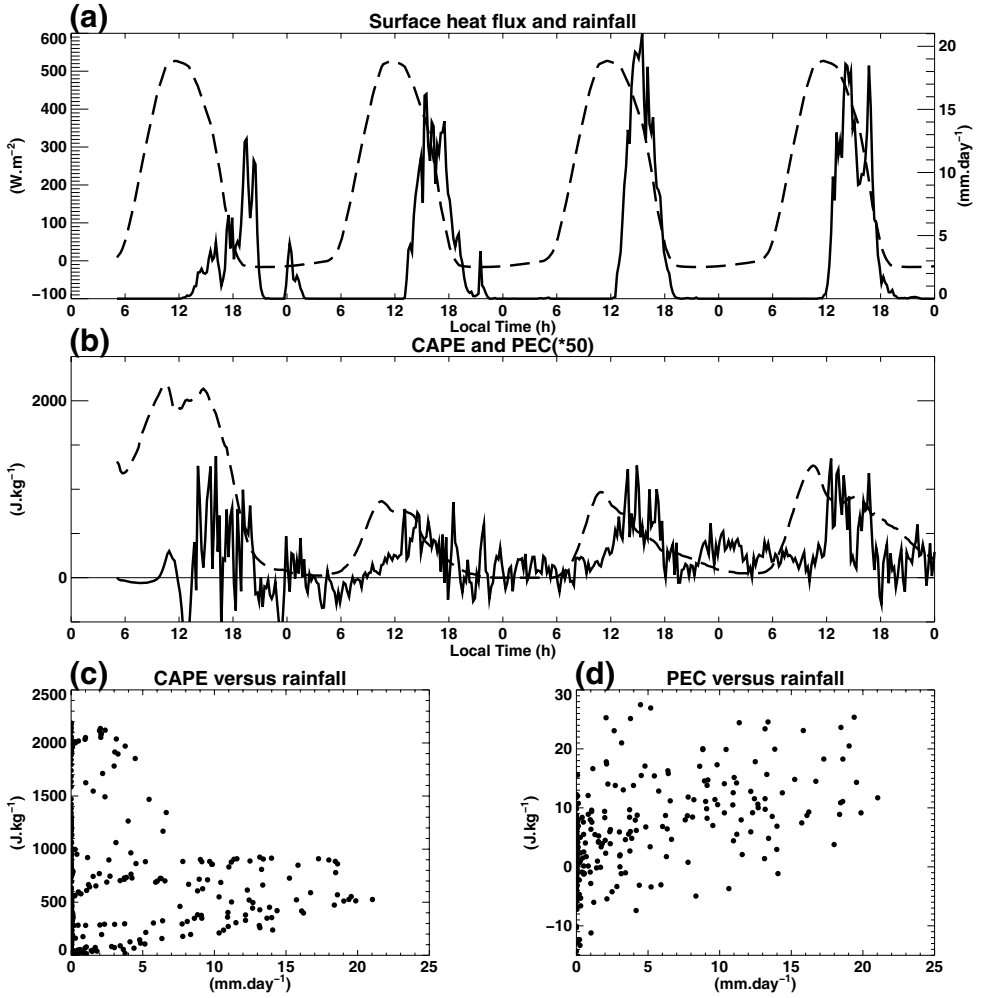 (a) Surface heat flux and rainfall
600
500
400
300
200
100
0
−100
(W.m−2)
20
15
10
5
0
(mm.day−1)
0 6 12 18 0 6 12 18 0 6 12 18 0 6 12 18 0
Local Time (h)
(b) CAPE and PEC(*50)
2000
1000
0
(J.kg−1)
0 6 12 18 0 6 12 18 0 6 12 18 0 6 12 18 0
Local Time (h)
(c) CAPE versus rainfall
2500
2000
1500
1000
500
0
(J.kg−1)
0 5 10 15 20 25
(mm.day−1)
(d) PEC versus rainfall
30
20
10
0
−10
(J.kg−1)
0 5 10 15 20 25
(mm.day−1)